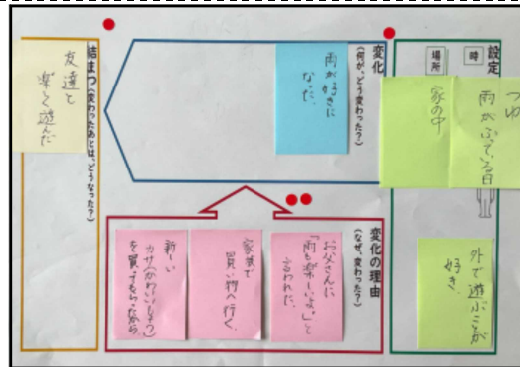 設定
時
場所
つゆ
雨がふっている日
家の中
外で遊ぶことが
好き
変化
(何が、どう変わった?)
雨が好きに
なった。
変化の理由
(なぜ、変わった?)
お父さんに
「雨も楽しいよ。」と
言われた。
家族で
買い物へ行く。
新しい
カサ(かわいいもよう)
を買ってもらったから
結まつ(変わったあとは、どうなった?)
友達と
楽しく遊んだ